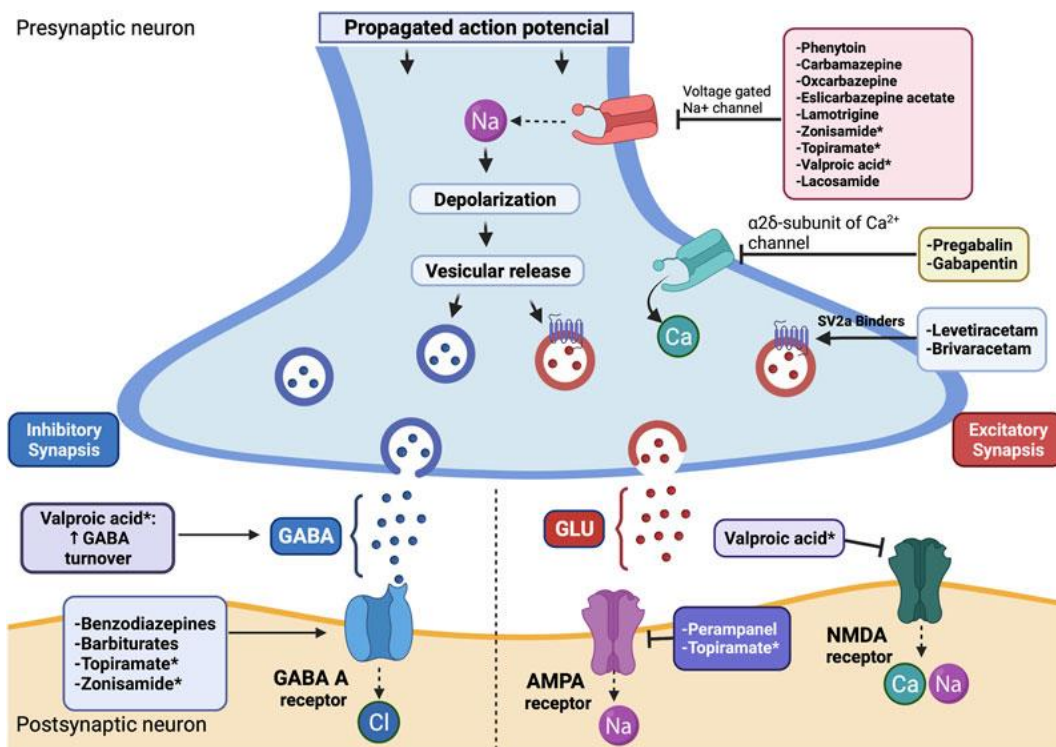 Presynaptic neuron
Propagated action potencial
Voltage gated
Na+ channel
-Phenytoin
-Carbamazepine
-Oxcarbazepine
-Eslicarbazepine acetate
-Lamotrigine
-Zonisamide*
-Topiramate*
-Valproic acid*
-Lacosamide
Na
Depolarization
Vesicular release
α2δ-subunit of Ca²⁺
channel
-Pregabalin
-Gabapentin
Ca
SV2a Binders
-Levetiracetam
-Brivaracetam
Inhibitory
Synapsis
Excitatory
Synapsis
Valproic acid*:
↑ GABA
turnover
GABA
GLU
Valproic acid*
-Benzodiazepines
-Barbiturates
-Topiramate*
-Zonisamide*
GABA A
receptor
Cl
AMPA
receptor
Na
-Perampanel
-Topiramate*
NMDA
receptor
Ca
Na
Postsynaptic neuron